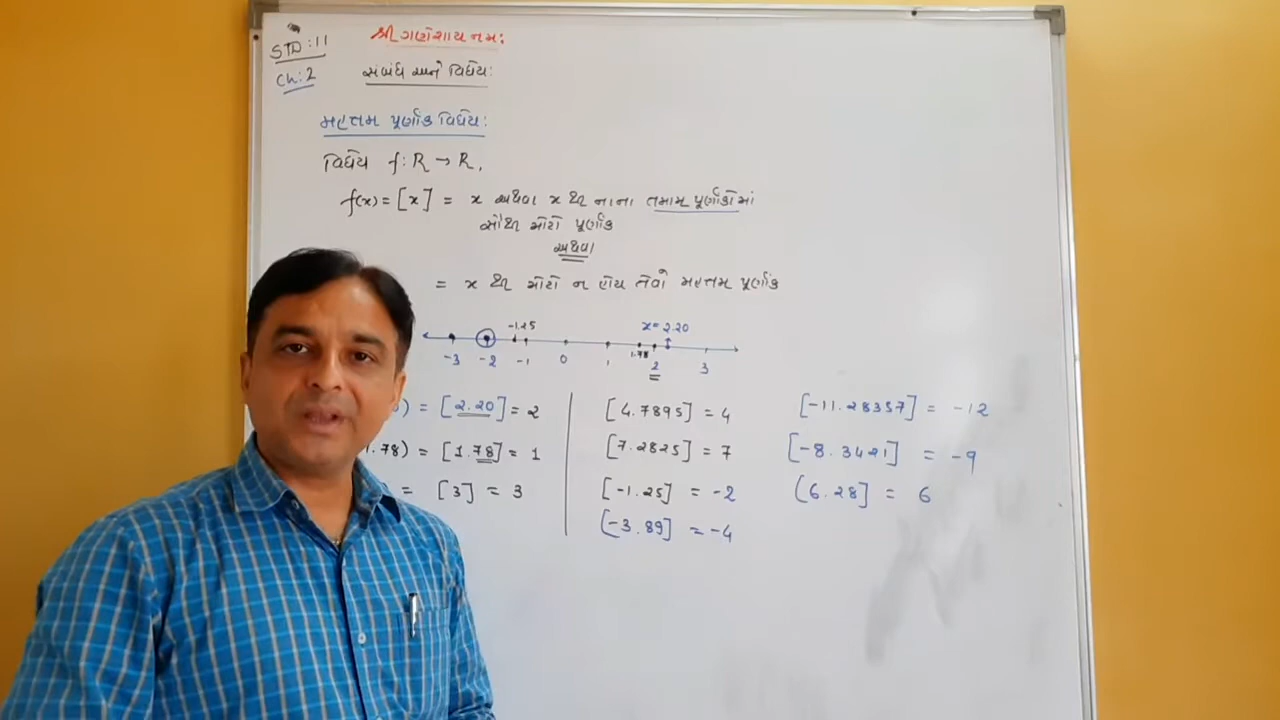 STD:11
શ્રી ગણેશાય નમ:
Ch:2
સંબંધ અને વિધેય:
મહત્તમ પૂર્ણાંક વિધેય:
વિધેય f: R → R,
f(x) = [x] = x અથવા x થી નાના તમામ પૂર્ણાંકોમાં
સૌથી મોટો પૂર્ણાંક
અથવા
= x થી મોટો ન હોય તેવો મહત્તમ પૂર્ણાંક
-1.25 x = 2.20
-3 -2 -1 0 1 1.78 2 3
) = [2.20] = 2
[4.7895] = 4
[-11.28357] = -12
1.78) = [1.78] = 1
[7.2825] = 7
[-8.3421] = -9
= [3] = 3
[-1.25] = -2
[6.28] = 6
[-3.89] = -4